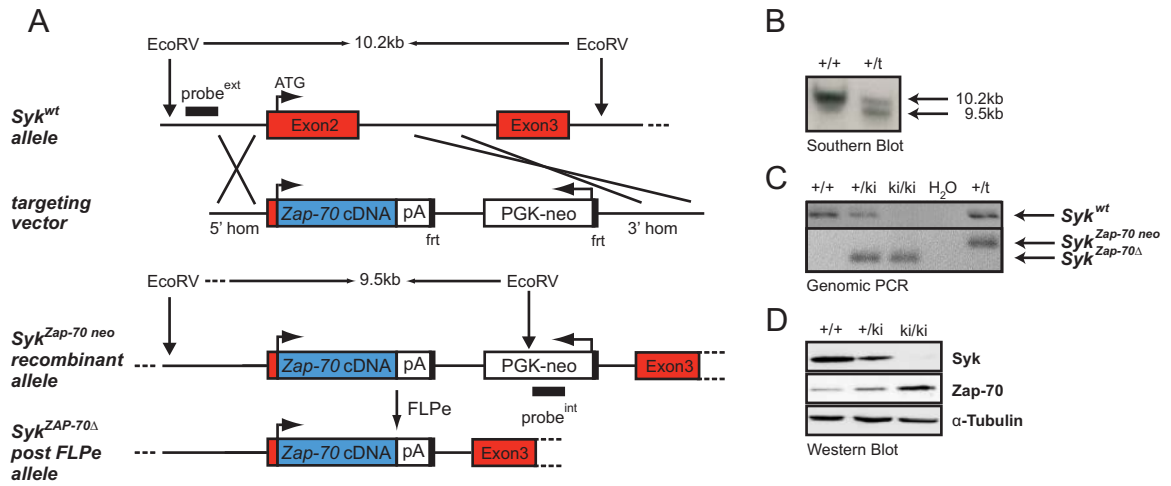 A
EcoRV
10.2kb
EcoRV
probe^ext
ATG
Syk^wt
allele
Exon2
Exon3
targeting
vector
Zap-70 cDNA
pA
PGK-neo
5' hom
frt
frt
3' hom
EcoRV
9.5kb
EcoRV
Syk^Zap-70 neo
recombinant
allele
Zap-70 cDNA
pA
PGK-neo
Exon3
FLPe
probe^int
Syk^ZAP-70Δ
post FLPe
allele
Zap-70 cDNA
pA
Exon3
B
+/+ +/t
10.2kb
9.5kb
Southern Blot
C
+/+ +/ki ki/ki H₂O +/t
Syk^wt
Syk^Zap-70 neo
Syk^Zap-70Δ
Genomic PCR
D
+/+ +/ki ki/ki
Syk
Zap-70
α-Tubulin
Western Blot